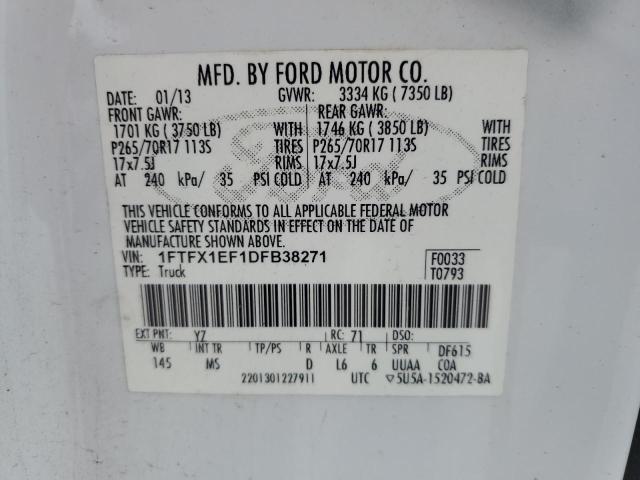 MFD. BY FORD MOTOR CO.
DATE: 01/13 GVWR: 3334 KG ( 7350 LB)
FRONT GAWR: REAR GAWR:
1701 KG ( 3750 LB) WITH 1746 KG ( 3850 LB) WITH
P265/70R17 113S TIRES P265/70R17 113S TIRES
17x7.5J RIMS 17x7.5J RIMS
AT 240 kPa/ 35 PSI COLD AT 240 kPa/ 35 PSI COLD
THIS VEHICLE CONFORMS TO ALL APPLICABLE FEDERAL MOTOR
VEHICLE SAFETY STANDARDS IN EFFECT ON THE DATE OF
MANUFACTURE SHOWN ABOVE.
VIN: 1FTFX1EF1DFB38271 F0033
TYPE: Truck T0793
EXT PNT: YZ RC: 71 DSO:
WB INT TR TP/PS R AXLE TR SPR DF615
145 MS D L6 6 UUAA COA
2201301227911 UTC ▽5U5A-1520472-BA